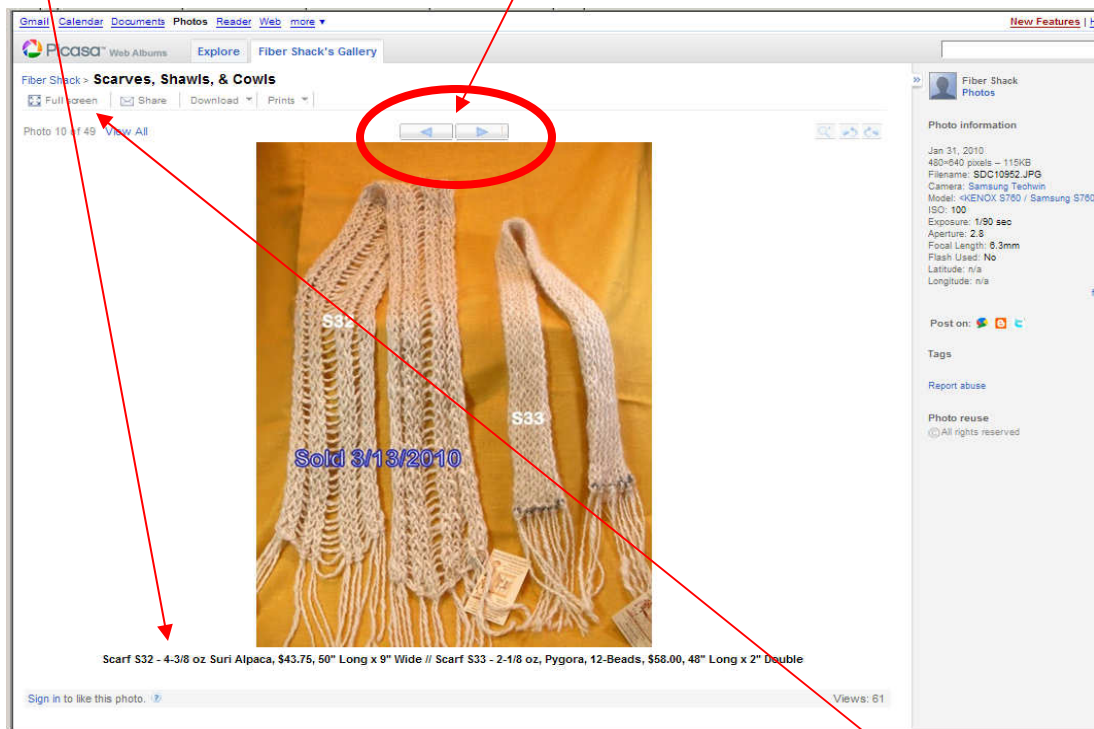 Gmail Calendar Documents Photos Reader Web more ▼ New Features |
Picasa™ Web Albums Explore Fiber Shack's Gallery
Fiber Shack > Scarves, Shawls, & Cowls
Full screen Share Download Prints
Photo 10 of 49 View All
S32
S33
Sold 3/13/2010
Scarf S32 - 4-3/8 oz Suri Alpaca, $43.75, 50" Long x 9" Wide // Scarf S33 - 2-1/8 oz, Pygora, 12-Beads, $58.00, 48" Long x 2" Double
Sign in to like this photo. ? Views: 61
» Fiber Shack
Photos
Photo information
Jan 31, 2010
480×640 pixels – 115KB
Filename: SDC10952.JPG
Camera: Samsung Techwin
Model: <KENOX S760 / Samsung S760
ISO: 100
Exposure: 1/90 sec
Aperture: 2.8
Focal Length: 6.3mm
Flash Used: No
Latitude: n/a
Longitude: n/a
Post on:
Tags
Report abuse
Photo reuse
© All rights reserved